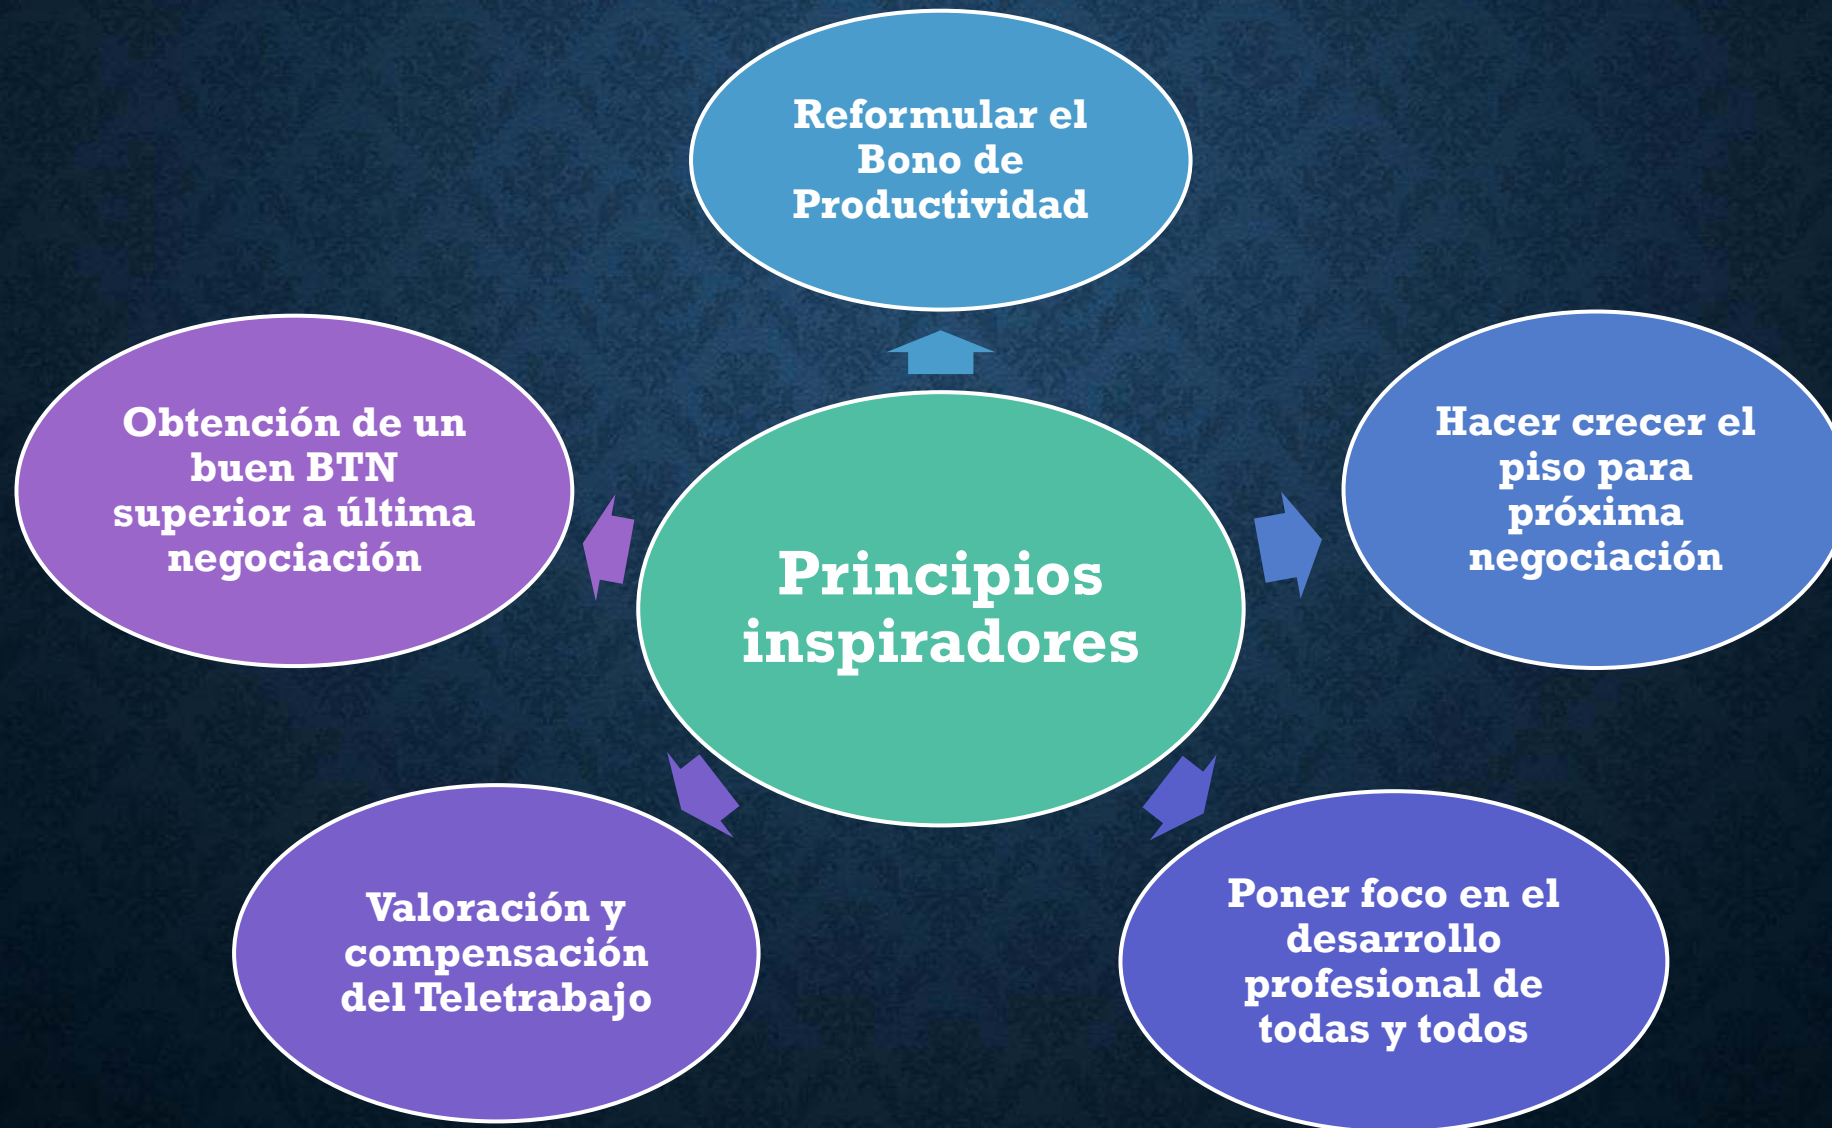 Reformular el
Bono de
Productividad
Obtención de un
buen BTN
superior a última
negociación
Hacer crecer el
piso para
próxima
negociación
Principios
inspiradores
Valoración y
compensación
del Teletrabajo
Poner foco en el
desarrollo
profesional de
todas y todos